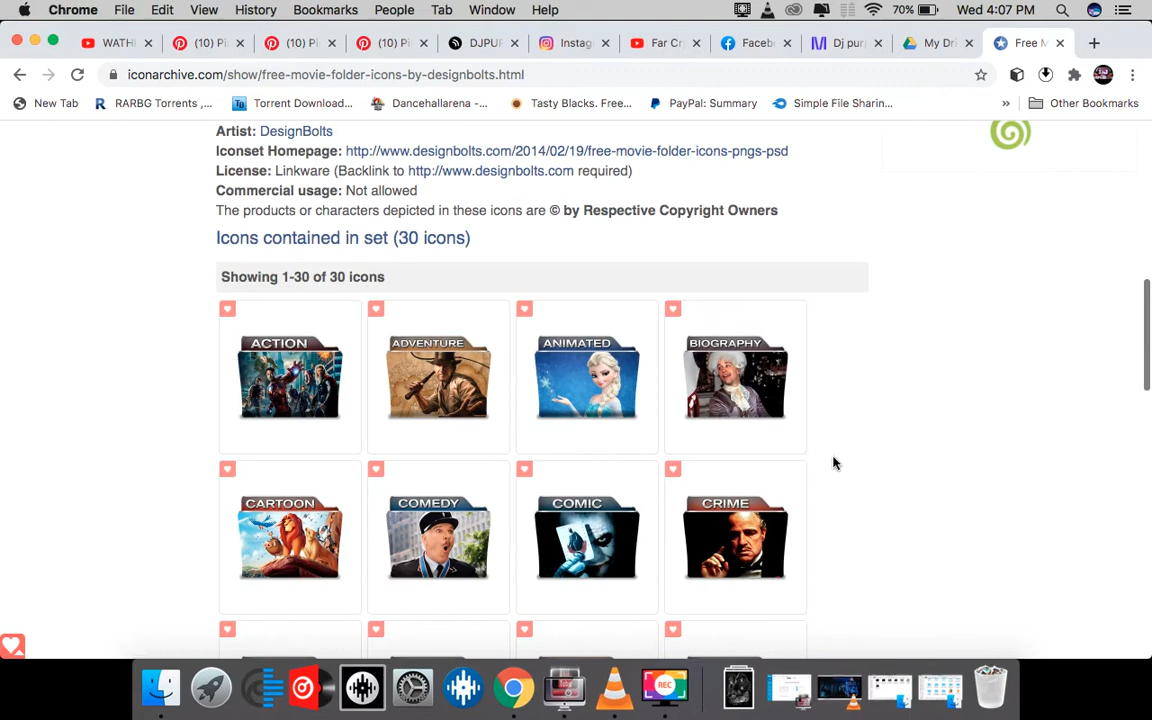 Chrome File Edit View History Bookmarks People Tab Window Help 70% Wed 4:07 PM
WATH (10) Pi (10) Pi (10) Pi DJPUR Instag Far Cr Faceb Dj pur My Dri Free M
iconarchive.com/show/free-movie-folder-icons-by-designbolts.html
New Tab RARBG Torrents ,... Torrent Download... Dancehallarena -... Tasty Blacks. Free... PayPal: Summary Simple File Sharin... » Other Bookmarks
Artist: DesignBolts
Iconset Homepage: http://www.designbolts.com/2014/02/19/free-movie-folder-icons-pngs-psd
License: Linkware (Backlink to http://www.designbolts.com required)
Commercial usage: Not allowed
The products or characters depicted in these icons are © by Respective Copyright Owners
Icons contained in set (30 icons)
Showing 1-30 of 30 icons
ACTION ADVENTURE ANIMATED BIOGRAPHY
CARTOON COMEDY COMIC CRIME
REC